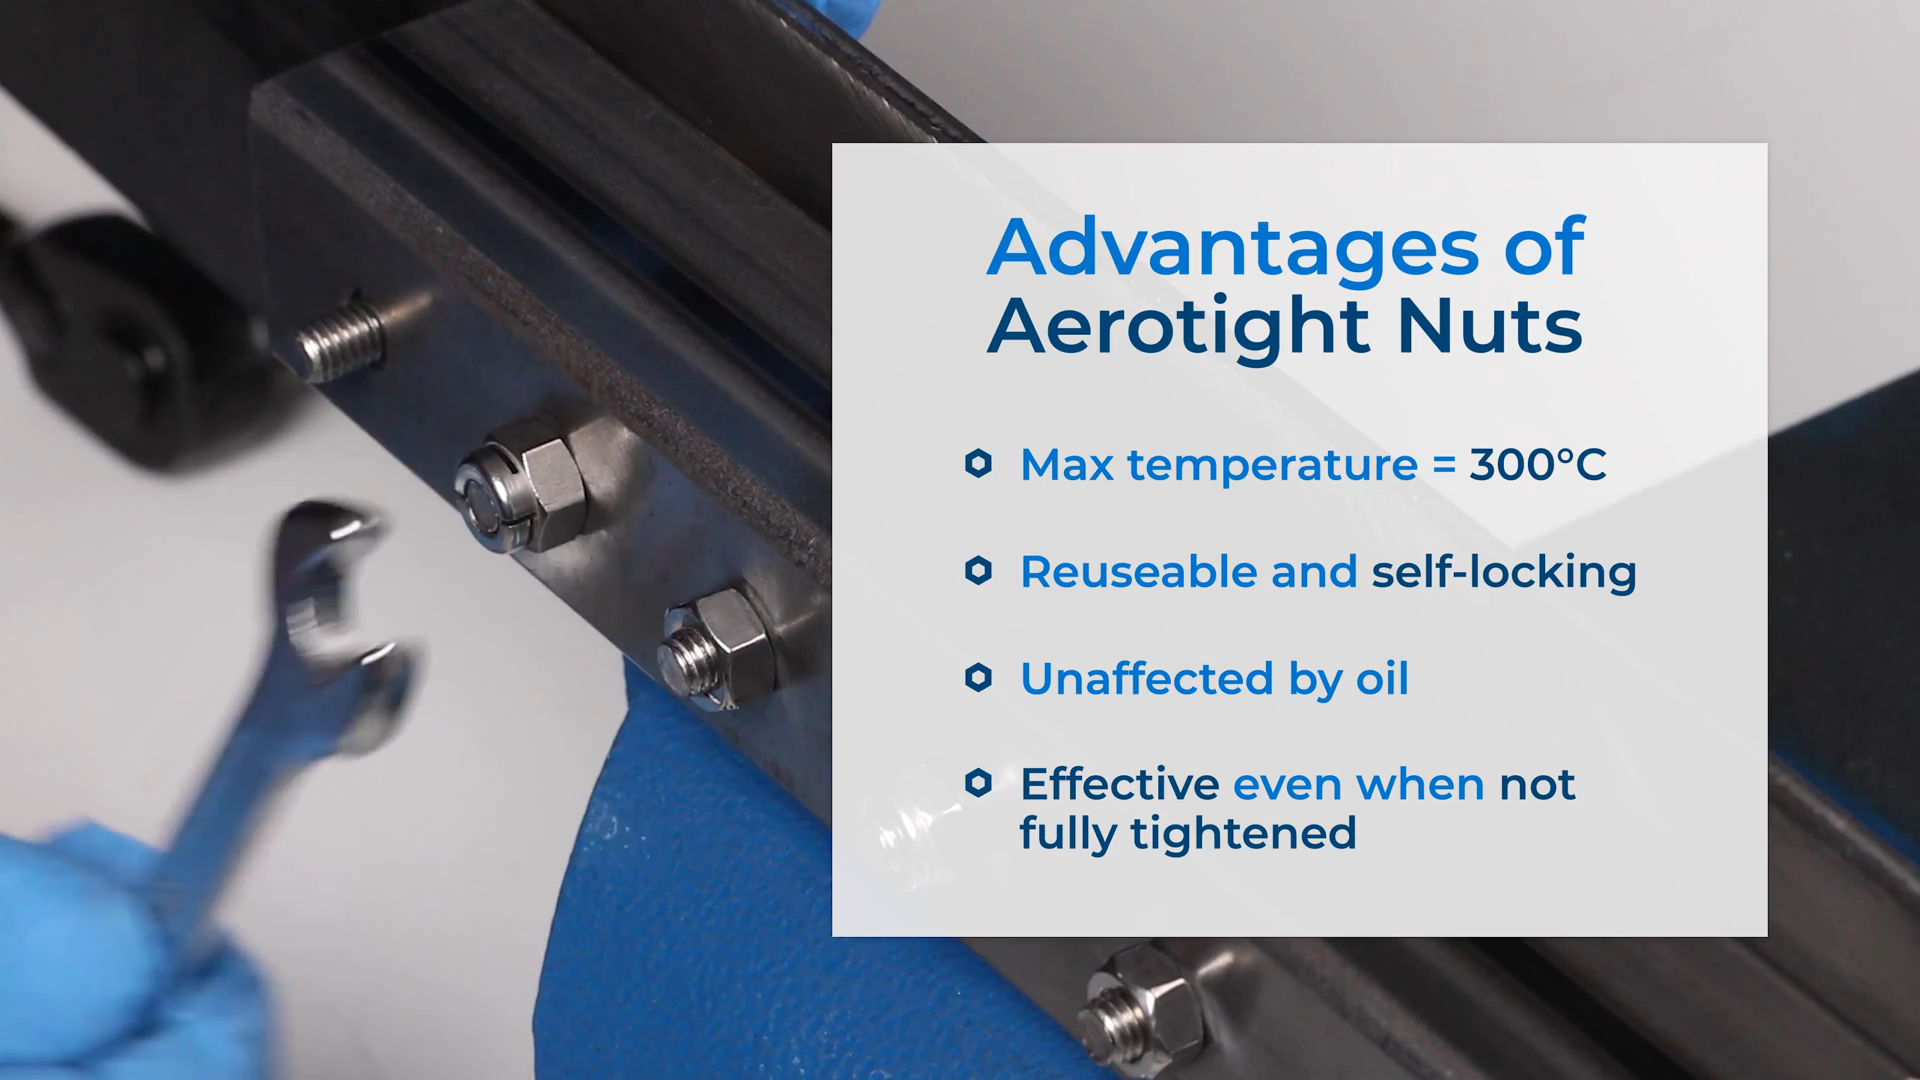 Advantages of
Aerotight Nuts
Max temperature = 300°C
Reuseable and self-locking
Unaffected by oil
Effective even when not
fully tightened